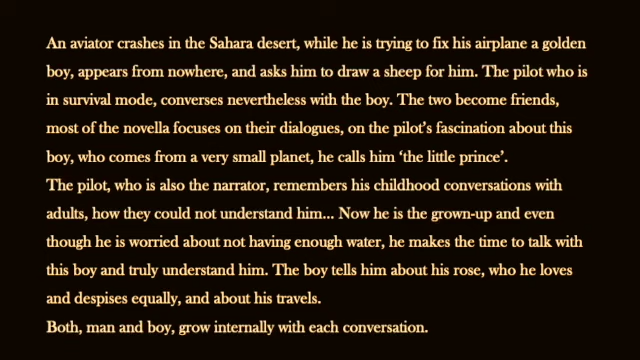 An aviator crashes in the Sahara desert, while he is trying to fix his airplane a golden
boy, appears from nowhere, and asks him to draw a sheep for him. The pilot who is
in survival mode, converses nevertheless with the boy. The two become friends,
most of the novella focuses on their dialogues, on the pilot’s fascination about this
boy, who comes from a very small planet, he calls him ‘the little prince’.
The pilot, who is also the narrator, remembers his childhood conversations with
adults, how they could not understand him... Now he is the grown-up and even
though he is worried about not having enough water, he makes the time to talk with
this boy and truly understand him. The boy tells him about his rose, who he loves
and despises equally, and about his travels.
Both, man and boy, grow internally with each conversation.